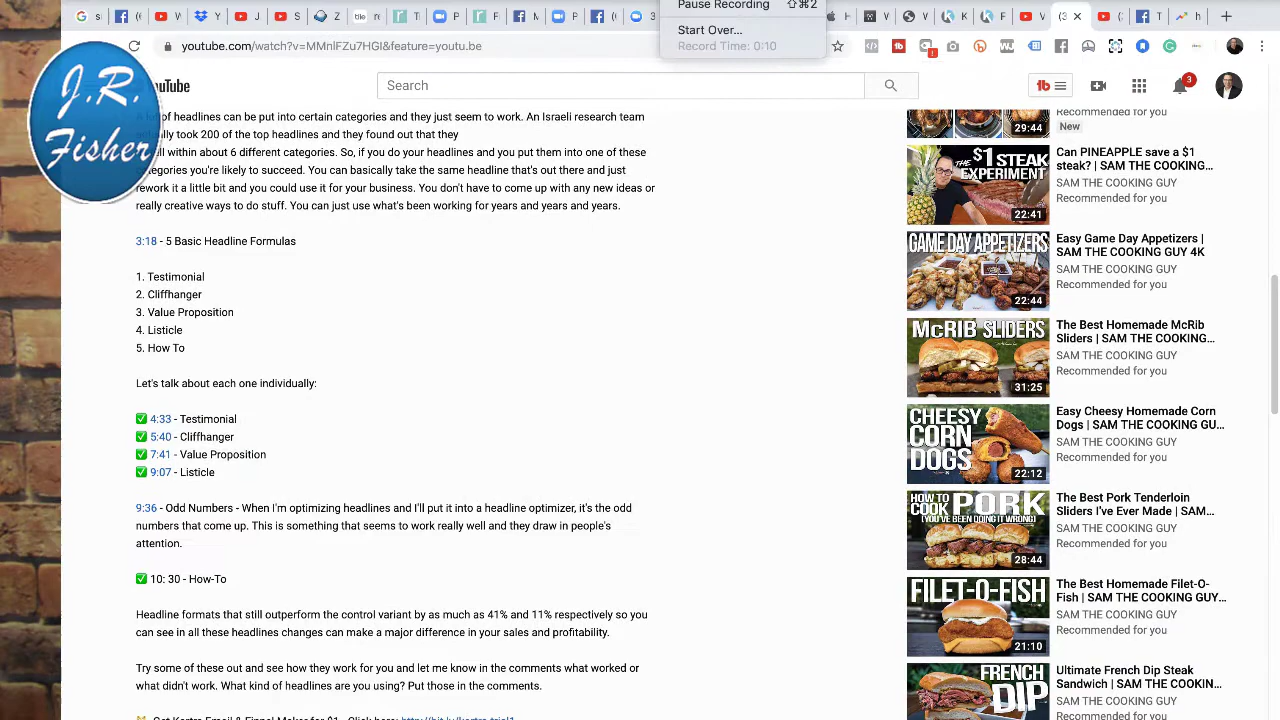 Pause Recording ⇧⌘2
Start Over...
Record Time: 0:10
youtube.com/watch?v=MMnlFZu7HGI&feature=youtu.be
J.R.
Fisher
Search
3
of headlines can be put into certain categories and they just seem to work. An Israeli research team
took 200 of the top headlines and they found out that they
within about 6 different categories. So, if you do your headlines and you put them into one of these
categories you're likely to succeed. You can basically take the same headline that's out there and just
rework it a little bit and you could use it for your business. You don't have to come up with any new ideas or
really creative ways to do stuff. You can just use what's been working for years and years and years.
3:18 - 5 Basic Headline Formulas
1. Testimonial
2. Cliffhanger
3. Value Proposition
4. Listicle
5. How To
Let's talk about each one individually:
✅ 4:33 - Testimonial
✅ 5:40 - Cliffhanger
✅ 7:41 - Value Proposition
✅ 9:07 - Listicle
9:36 - Odd Numbers - When I'm analyzing headlines and I'll put it into a headline optimizer, it's the odd
numbers that come up. This is something that seems to work really well and they draw in people's
attention.
✅ 10: 30 - How-To
Headline formats that still outperform the control variant by as much as 41% and 11% respectively so you
can see in all these headlines changes can make a major difference in your sales and profitability.
Try some of these out and see how they work for you and let me know in the comments what worked or
what didn't work. What kind of headlines are you using? Put those in the comments.
Recommended for you
New
29:44
THE $1 STEAK EXPERIMENT
22:41
Can PINEAPPLE save a $1
steak? | SAM THE COOKING...
SAM THE COOKING GUY
Recommended for you
GAME DAY APPETIZERS
22:44
Easy Game Day Appetizers |
SAM THE COOKING GUY 4K
SAM THE COOKING GUY
Recommended for you
McRIB SLIDERS
31:25
The Best Homemade McRib
Sliders | SAM THE COOKING...
SAM THE COOKING GUY
Recommended for you
CHEESY
CORN
DOGS
22:12
Easy Cheesy Homemade Corn
Dogs | SAM THE COOKING GU...
SAM THE COOKING GUY
Recommended for you
HOW TO COOK PORK
(YOU'VE BEEN DOING IT WRONG)
28:44
The Best Pork Tenderloin
Sliders I've Ever Made | SAM...
SAM THE COOKING GUY
Recommended for you
FILET-O-FISH
21:10
The Best Homemade Filet-O-
Fish | SAM THE COOKING GUY...
SAM THE COOKING GUY
Recommended for you
FRENCH
DIP
Ultimate French Dip Steak
Sandwich | SAM THE COOKIN...
SAM THE COOKING GUY
Recommended for you